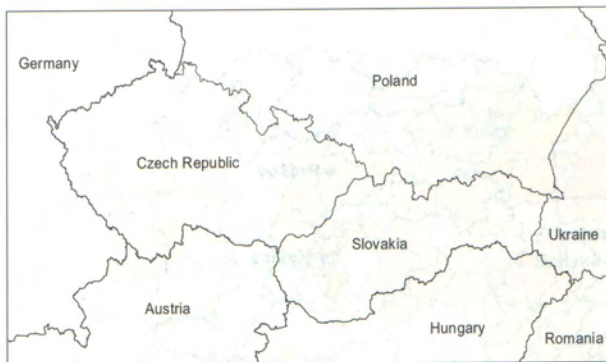 Germany
Poland
Czech Republic
Slovakia
Ukraine
Austria
Hungary
Romania